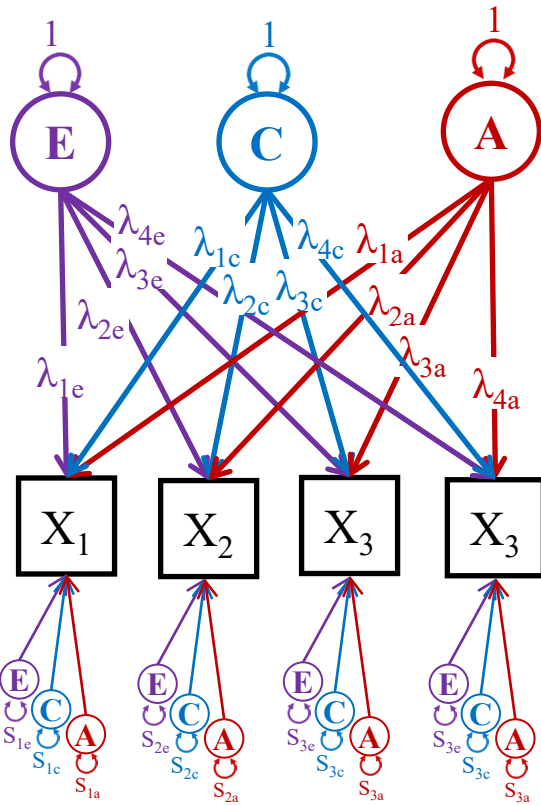 1 1 1
E C A
λ4e λ1c λ4c λ1a
λ3e λ2c λ3c λ2a
λ2e λ3a
λ1e λ4a
X1 X2 X3 X3
E E E E
C C C C
A A A A
S1e S2e S3e S3e
S1c S2c S3c S3c
S1a S2a S3a S3a